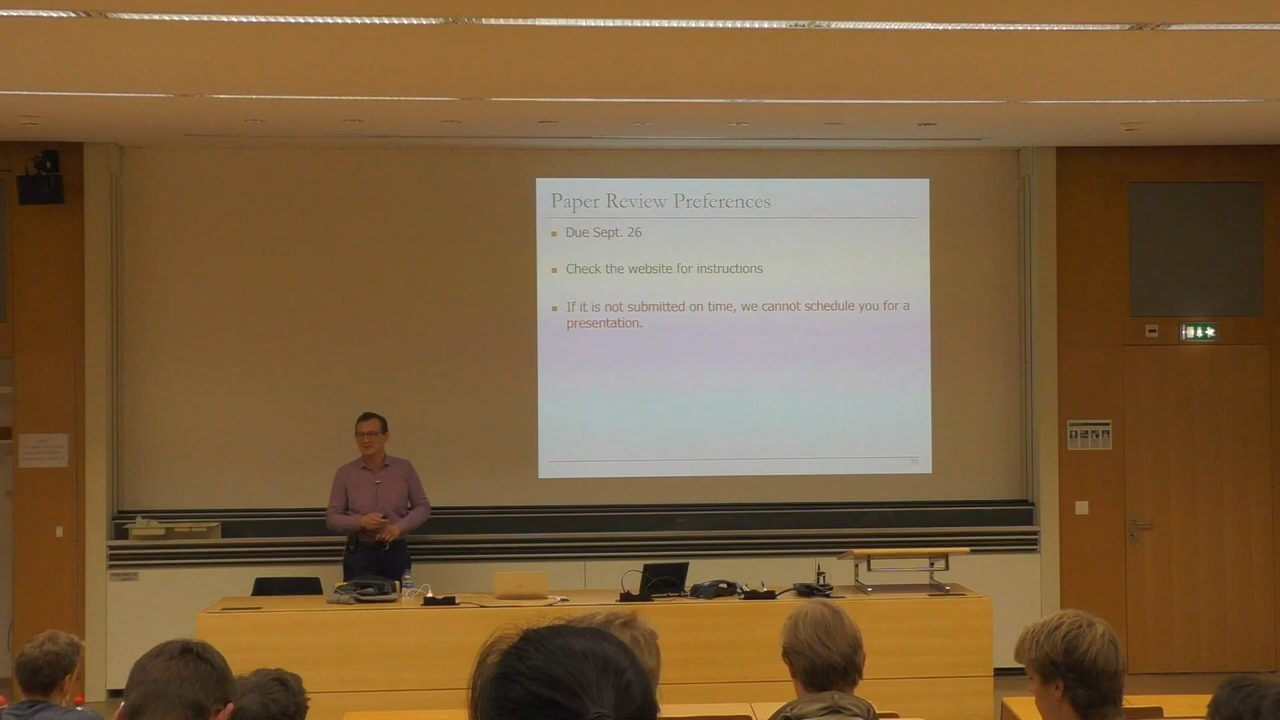 Paper Review Preferences
Due Sept. 26
Check the website for instructions
If it is not submitted on time, we cannot schedule you for a
presentation.